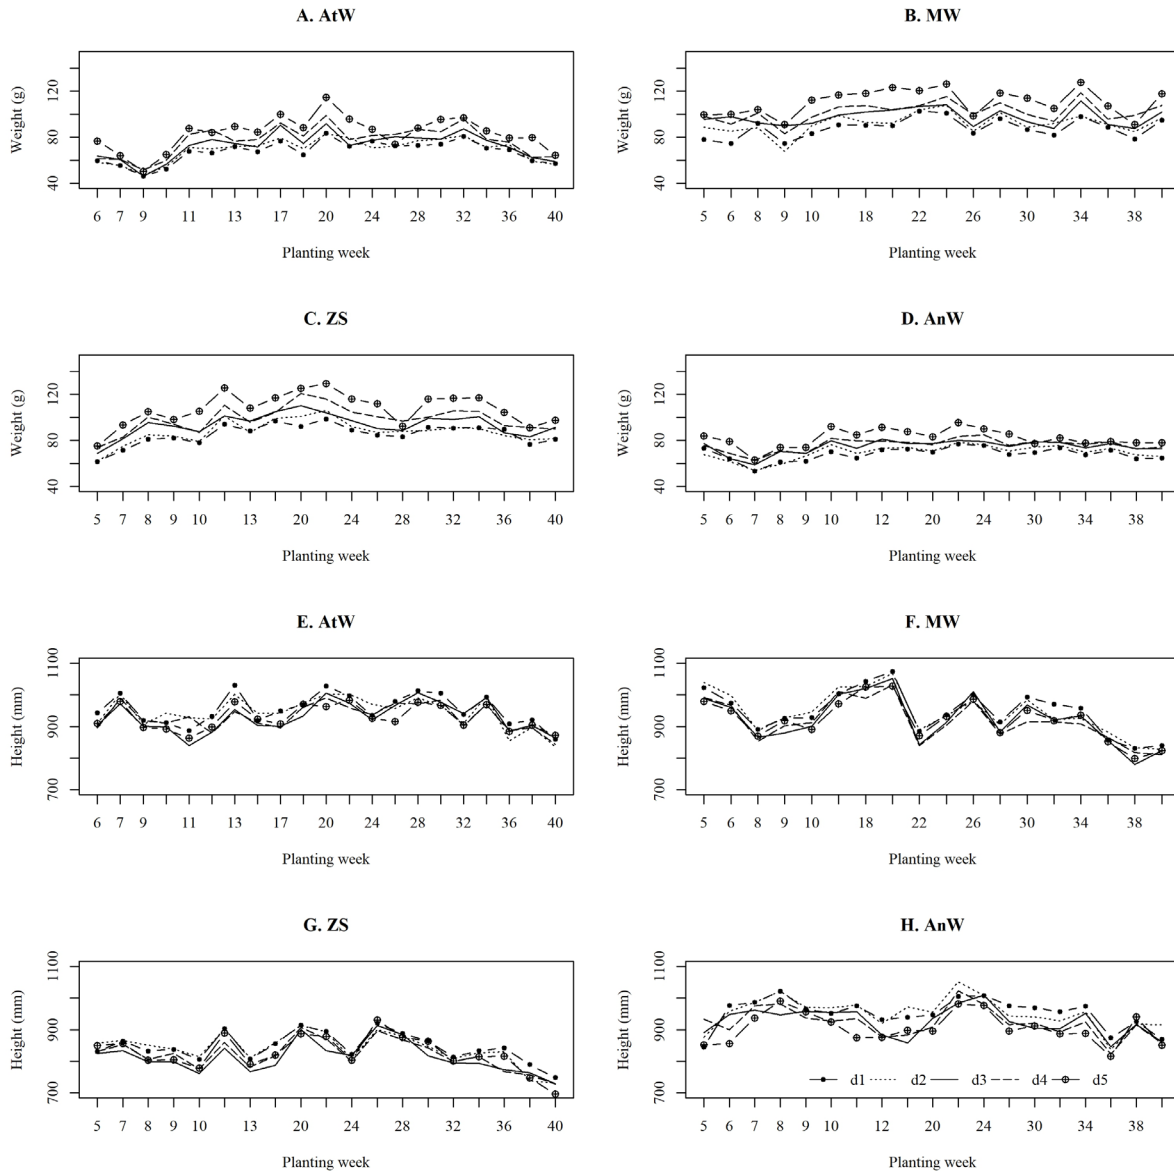 A. AtW
Weight (g)
120
80
40
6 7 9 11 13 17 20 24 28 32 36 40
Planting week
B. MW
Weight (g)
120
80
40
5 6 8 9 10 18 22 26 30 34 38
Planting week
C. ZS
Weight (g)
120
80
40
5 7 8 9 10 13 20 24 28 32 36 40
Planting week
D. AnW
Weight (g)
120
80
40
5 7 9 10 12 20 24 30 34 38
Planting week
E. AtW
Height (mm)
1100
900
700
6 7 9 11 13 17 20 24 28 32 36 40
Planting week
F. MW
Height (mm)
1100
900
700
5 6 8 9 10 18 22 26 30 34 38
Planting week
G. ZS
Height (mm)
1100
900
700
5 7 8 9 10 13 20 24 28 32 36 40
Planting week
H. AnW
Height (mm)
1100
900
700
d1 d2 d3 d4 d5
5 7 9 10 12 20 24 30 34 38
Planting week